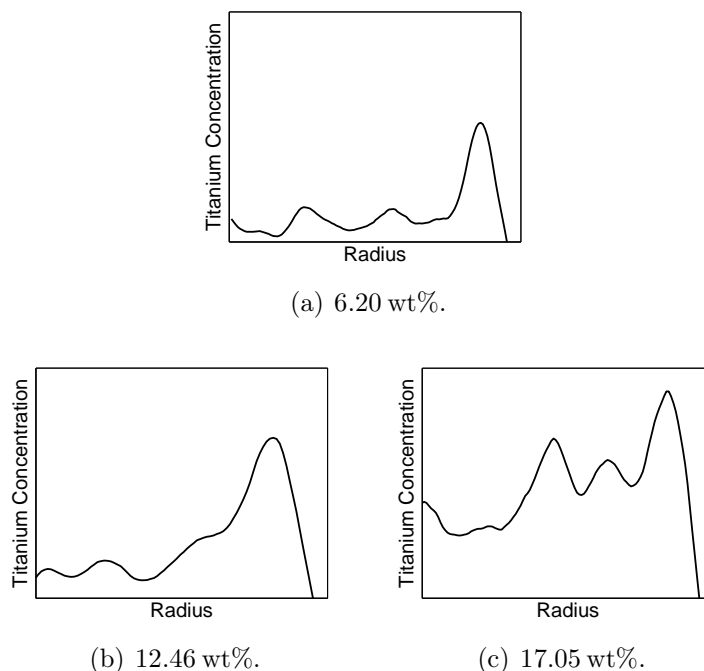 Titanium Concentration
Radius
(a) 6.20 wt%.
Titanium Concentration
Radius
(b) 12.46 wt%.
Titanium Concentration
Radius
(c) 17.05 wt%.